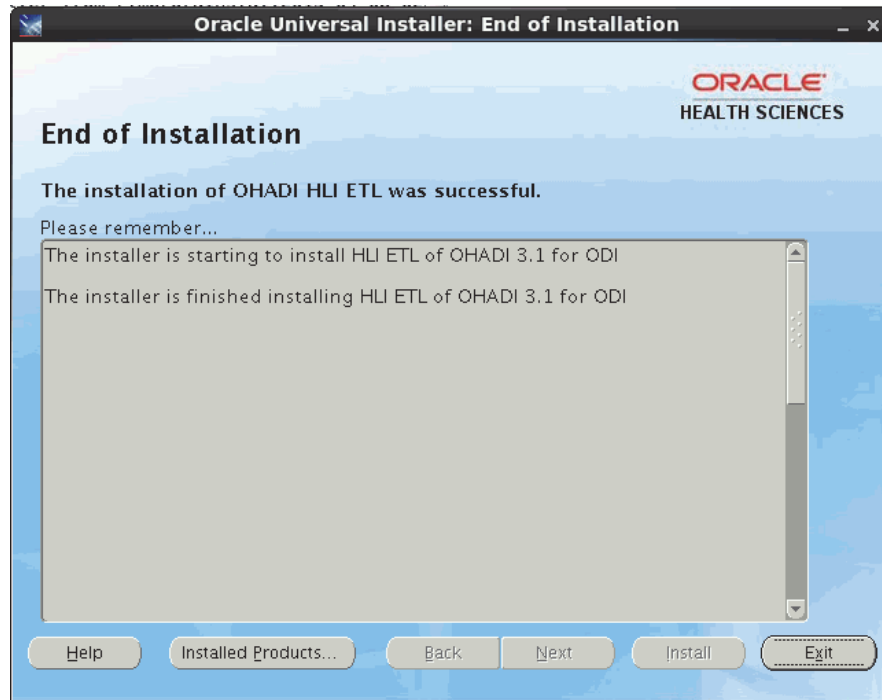 Oracle Universal Installer: End of Installation
ORACLE
HEALTH SCIENCES
End of Installation
The installation of OHADI HLI ETL was successful.
Please remember...
The installer is starting to install HLI ETL of OHADI 3.1 for ODI
The installer is finished installing HLI ETL of OHADI 3.1 for ODI
Help
Installed Products...
Back
Next
Install
Exit